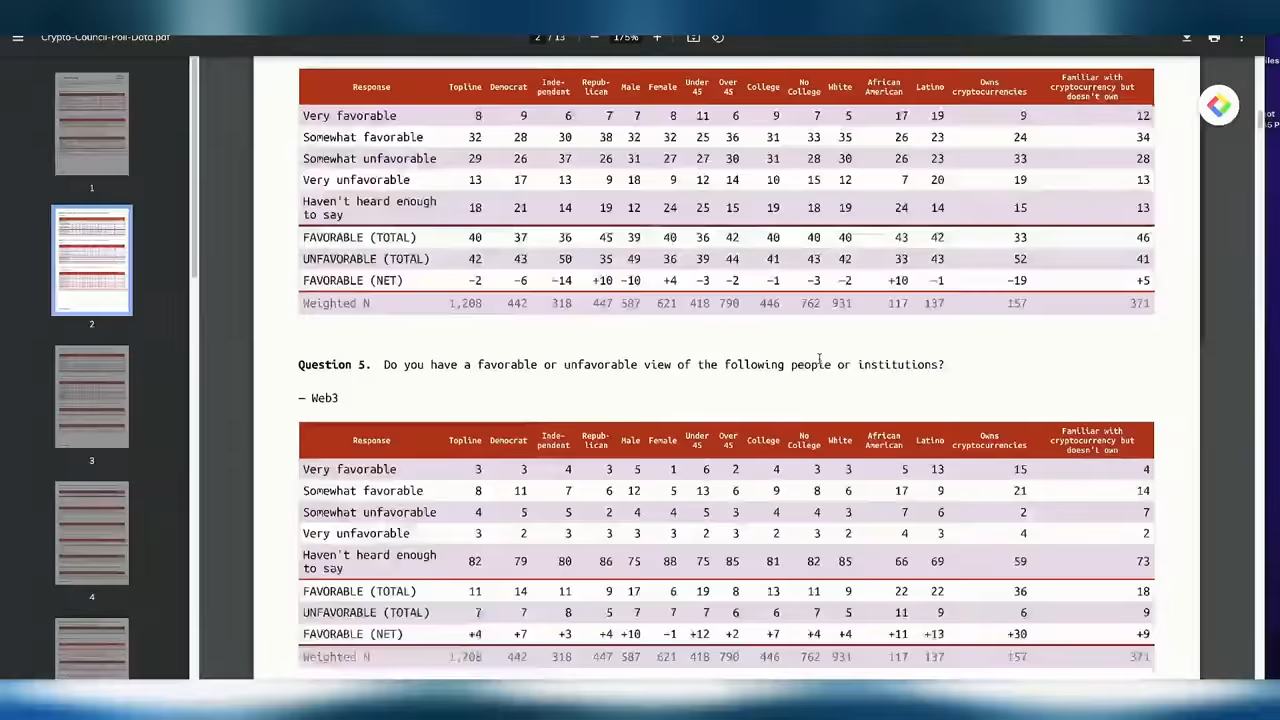 Crypto-Council-Poll-Data.pdf 2 / 13 — 175% +
Response Topline Democrat Inde-pendent Repub-lican Male Female Under 45 Over 45 College No College White African American Latino Owns cryptocurrencies Familiar with cryptocurrency but doesn't own
Very favorable 8 9 6 7 7 8 11 6 9 7 5 17 19 9 12
Somewhat favorable 32 28 30 38 32 32 25 36 31 33 35 26 23 24 34
Somewhat unfavorable 29 26 37 26 31 27 27 30 31 28 30 26 23 33 28
Very unfavorable 13 17 13 9 18 9 12 14 10 15 12 7 20 19 13
Haven't heard enough
to say 18 21 14 19 12 24 25 15 19 18 19 24 14 15 13
FAVORABLE (TOTAL) 40 37 36 45 39 40 36 42 40 40 43 33 46
UNFAVORABLE (TOTAL) 42 43 50 35 49 36 39 44 41 43 42 33 43 52 41
FAVORABLE (NET) −2 −6 −14 +10 −10 +4 −3 −2 −1 −3 −2 +10 −1 −19 +5
Weighted N 1,208 442 318 447 587 621 418 790 446 762 931 117 137 157 371
Question 5. Do you have a favorable or unfavorable view of the following people or institutions?
— Web3
Response Topline Democrat Inde-pendent Repub-lican Male Female Under 45 Over 45 College No College White African American Latino Owns cryptocurrencies Familiar with cryptocurrency but doesn't own
Very favorable 3 3 4 3 5 1 6 2 4 3 3 5 13 15 4
Somewhat favorable 8 11 7 6 12 5 13 6 9 8 6 17 9 21 14
Somewhat unfavorable 4 5 5 2 4 4 5 3 4 4 3 7 6 2 7
Very unfavorable 3 2 3 3 3 3 2 3 2 3 2 4 3 4 2
Haven't heard enough
to say 82 79 80 86 75 88 75 85 81 82 85 66 69 59 73
FAVORABLE (TOTAL) 11 14 11 9 17 6 19 8 13 11 9 22 22 36 18
UNFAVORABLE (TOTAL) 7 7 8 5 7 7 7 6 6 7 5 11 9 6 9
FAVORABLE (NET) +4 +7 +3 +4 +10 −1 +12 +2 +7 +4 +4 +11 +13 +30 +9
Weighted N 1,208 442 318 447 587 621 418 790 446 762 931 117 137 157 371
1
2
3
4